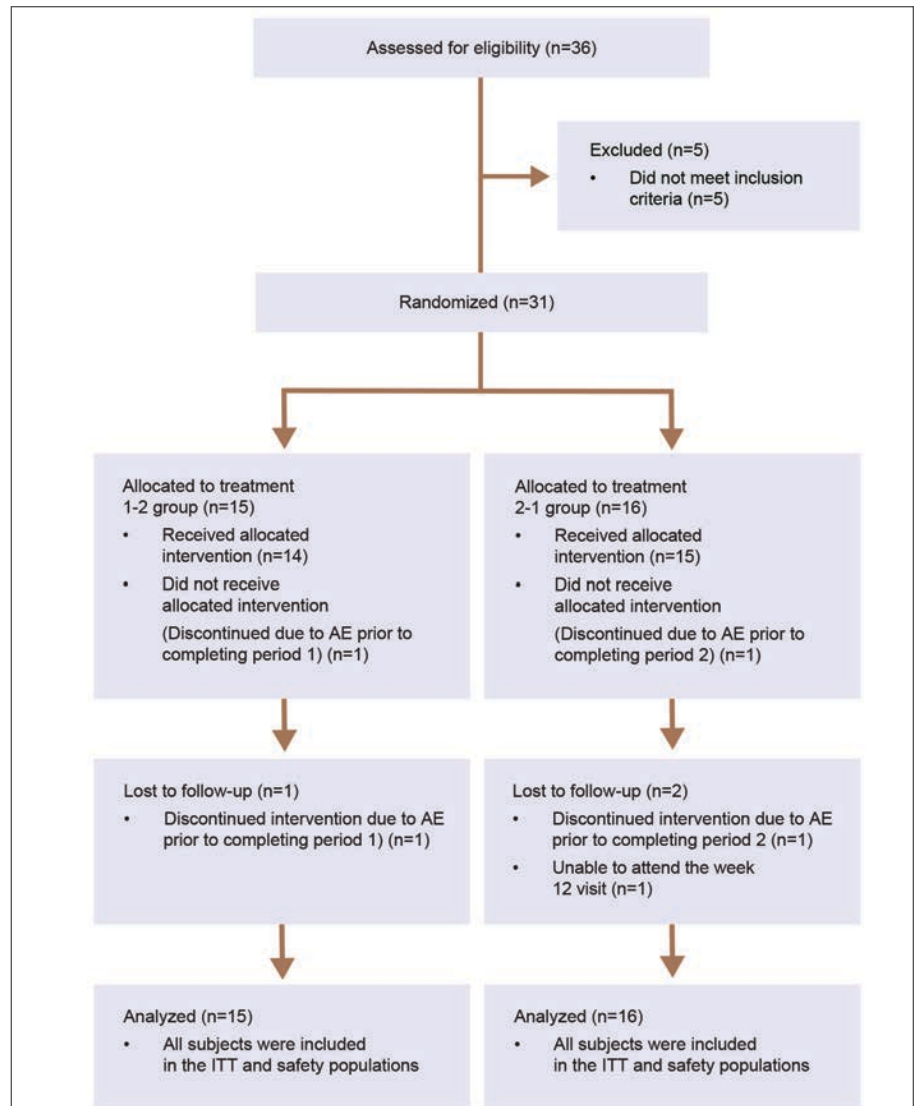 Assessed for eligibility (n=36)
Excluded (n=5)
• Did not meet inclusion
criteria (n=5)
Randomized (n=31)
Allocated to treatment
1-2 group (n=15)
• Received allocated
intervention (n=14)
• Did not receive
allocated intervention
(Discontinued due to AE prior to
completing period 1) (n=1)
Allocated to treatment
2-1 group (n=16)
• Received allocated
intervention (n=15)
• Did not receive
allocated intervention
(Discontinued due to AE prior to
completing period 2) (n=1)
Lost to follow-up (n=1)
• Discontinued intervention due to AE
prior to completing period 1) (n=1)
Lost to follow-up (n=2)
• Discontinued intervention due to AE
prior to completing period 2 (n=1)
• Unable to attend the week
12 visit (n=1)
Analyzed (n=15)
• All subjects were included
in the ITT and safety populations
Analyzed (n=16)
• All subjects were included
in the ITT and safety populations